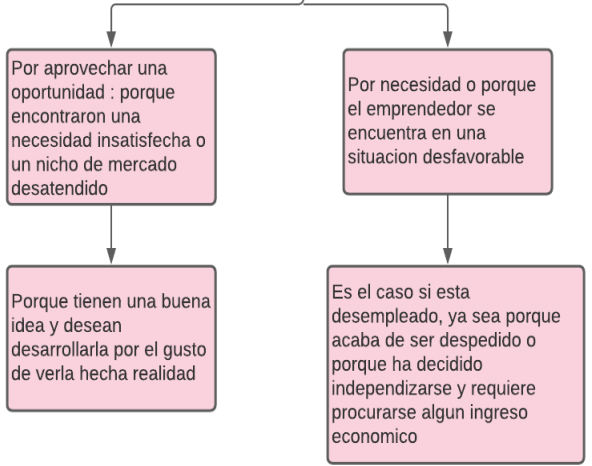 Por aprovechar una
oportunidad : porque
encontraron una
necesidad insatisfecha o
un nicho de mercado
desatendido
Por necesidad o porque
el emprendedor se
encuentra en una
situacion desfavorable
Porque tienen una buena
idea y desean
desarrollarla por el gusto
de verla hecha realidad
Es el caso si esta
desempleado, ya sea porque
acaba de ser despedido o
porque ha decidido
independizarse y requiere
procurarse algun ingreso
economico